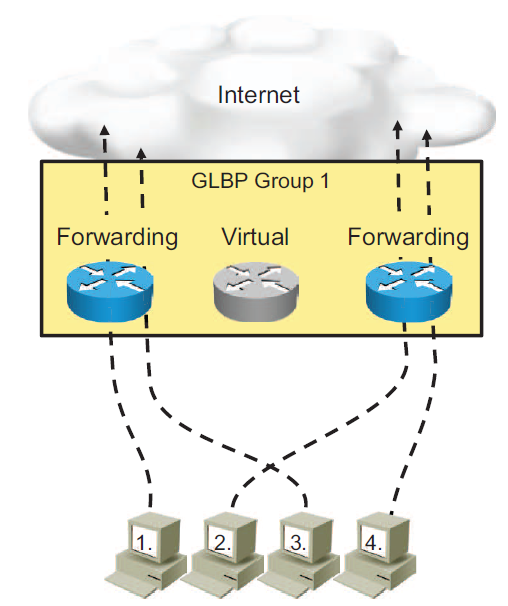 Internet
GLBP Group 1
Forwarding
Virtual
Forwarding
1.
2.
3.
4.